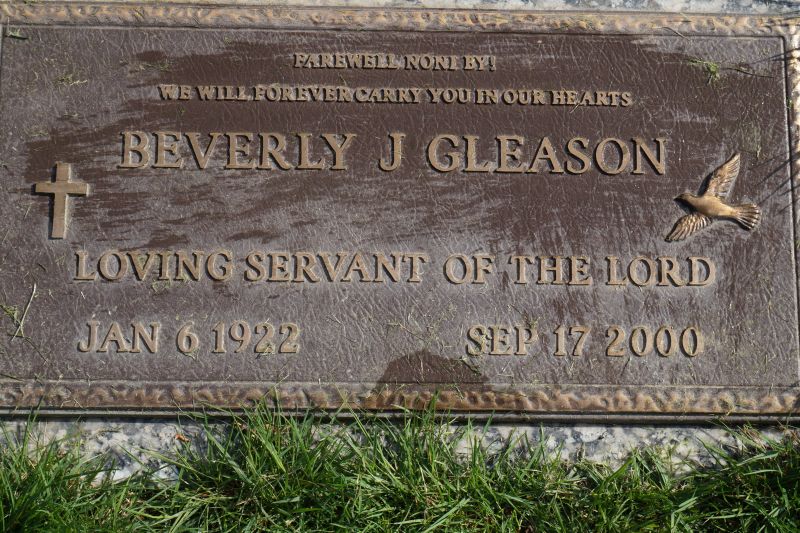 FAREWELL NONI BY!
WE WILL FOREVER CARRY YOU IN OUR HEARTS
BEVERLY J GLEASON
LOVING SERVANT OF THE LORD
JAN 6 1922 SEP 17 2000